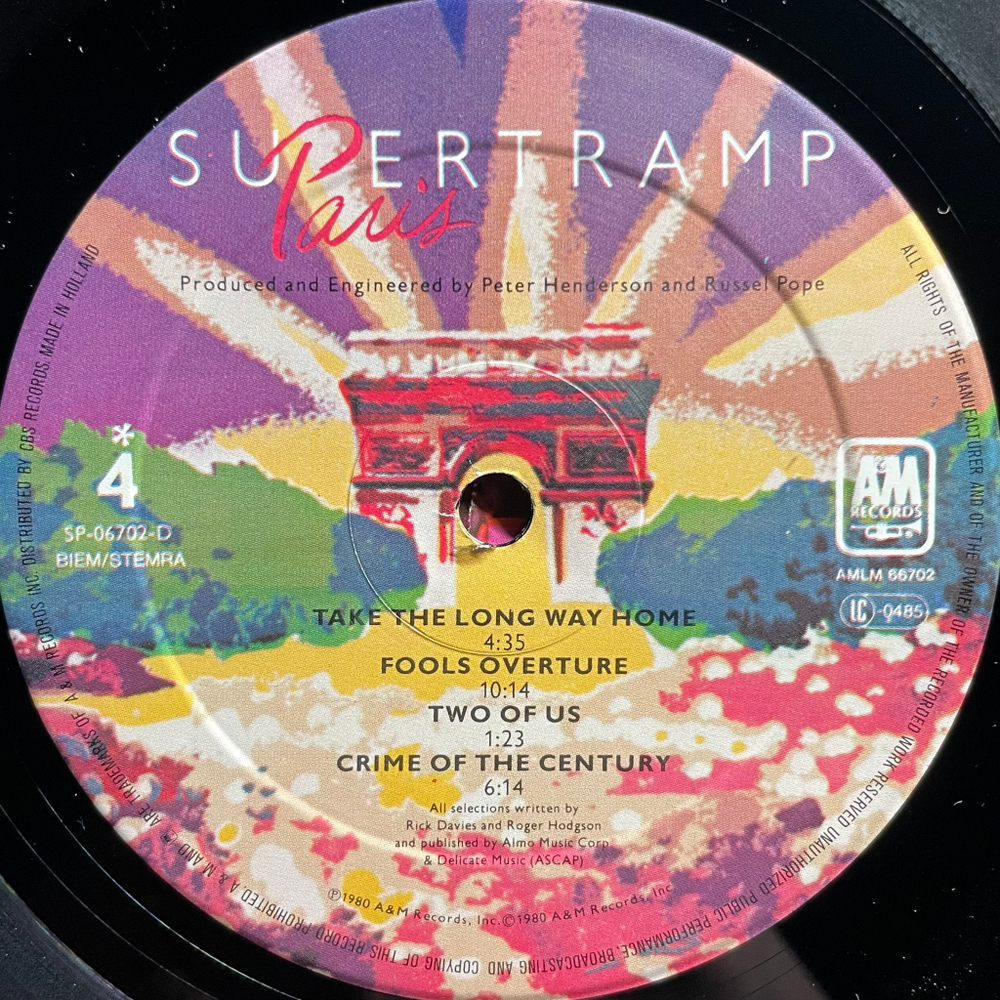 SUPERTRAMP
Paris
Produced and Engineered by Peter Henderson and Russel Pope
*
4
SP-06702-D
BIEM/STEMRA
A&M
RECORDS
AMLM 66702
LC 0485
TAKE THE LONG WAY HOME
4:35
FOOLS OVERTURE
10:14
TWO OF US
1:23
CRIME OF THE CENTURY
6:14
All selections written by
Rick Davies and Roger Hodgson
and published by Almo Music Corp
& Delicate Music (ASCAP)
℗1980 A&M Records, Inc.©1980 A&M Records, Inc
ALL RIGHTS OF THE MANUFACTURER AND OF THE OWNER OF THE RECORDED WORK RESERVED UNAUTHORIZED PUBLIC PERFORMANCE, BROADCASTING AND COPYING OF THIS RECORD PROHIBITED. A & M AND ® ARE TRADEMARKS OF A & M RECORDS INC. DISTRIBUTED BY CBS RECORDS. MADE IN HOLLAND